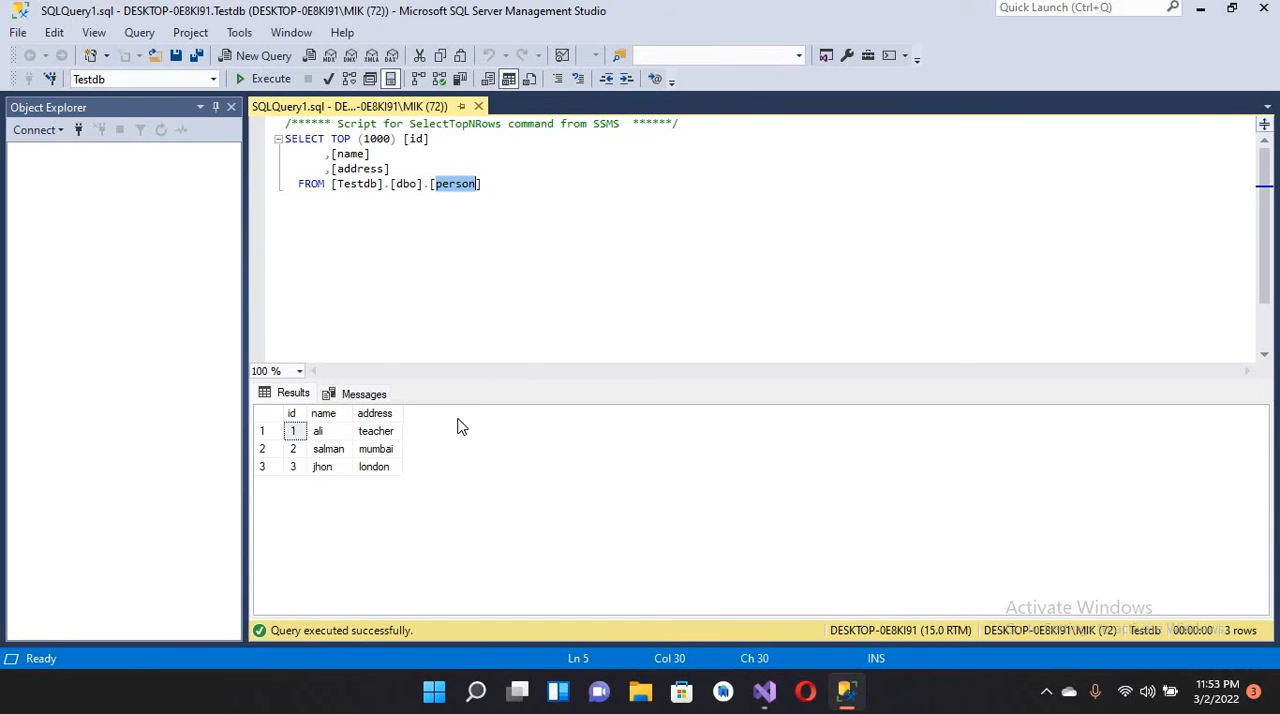 SQLQuery1.sql - DESKTOP-0E8KI91.Testdb (DESKTOP-0E8KI91\MIK (72)) - Microsoft SQL Server Management Studio
Quick Launch (Ctrl+Q)
File Edit View Query Project Tools Window Help
New Query
MDX DMX XMLA DAX
Testdb
Execute
Object Explorer
SQLQuery1.sql - DE...-0E8KI91\MIK (72))
Connect
/****** Script for SelectTopNRows command from SSMS ******/
SELECT TOP (1000) [id]
,[name]
,[address]
FROM [Testdb].[dbo].[person]
100 %
Results Messages
id name address
1 1 ali teacher
2 2 salman mumbai
3 3 jhon london
Activate Windows
Query executed successfully.
DESKTOP-0E8KI91 (15.0 RTM) DESKTOP-0E8KI91\MIK (72) Testdb 00:00:00 3 rows
Ready Ln 5 Col 30 Ch 30 INS
11:53 PM
3/2/2022
3